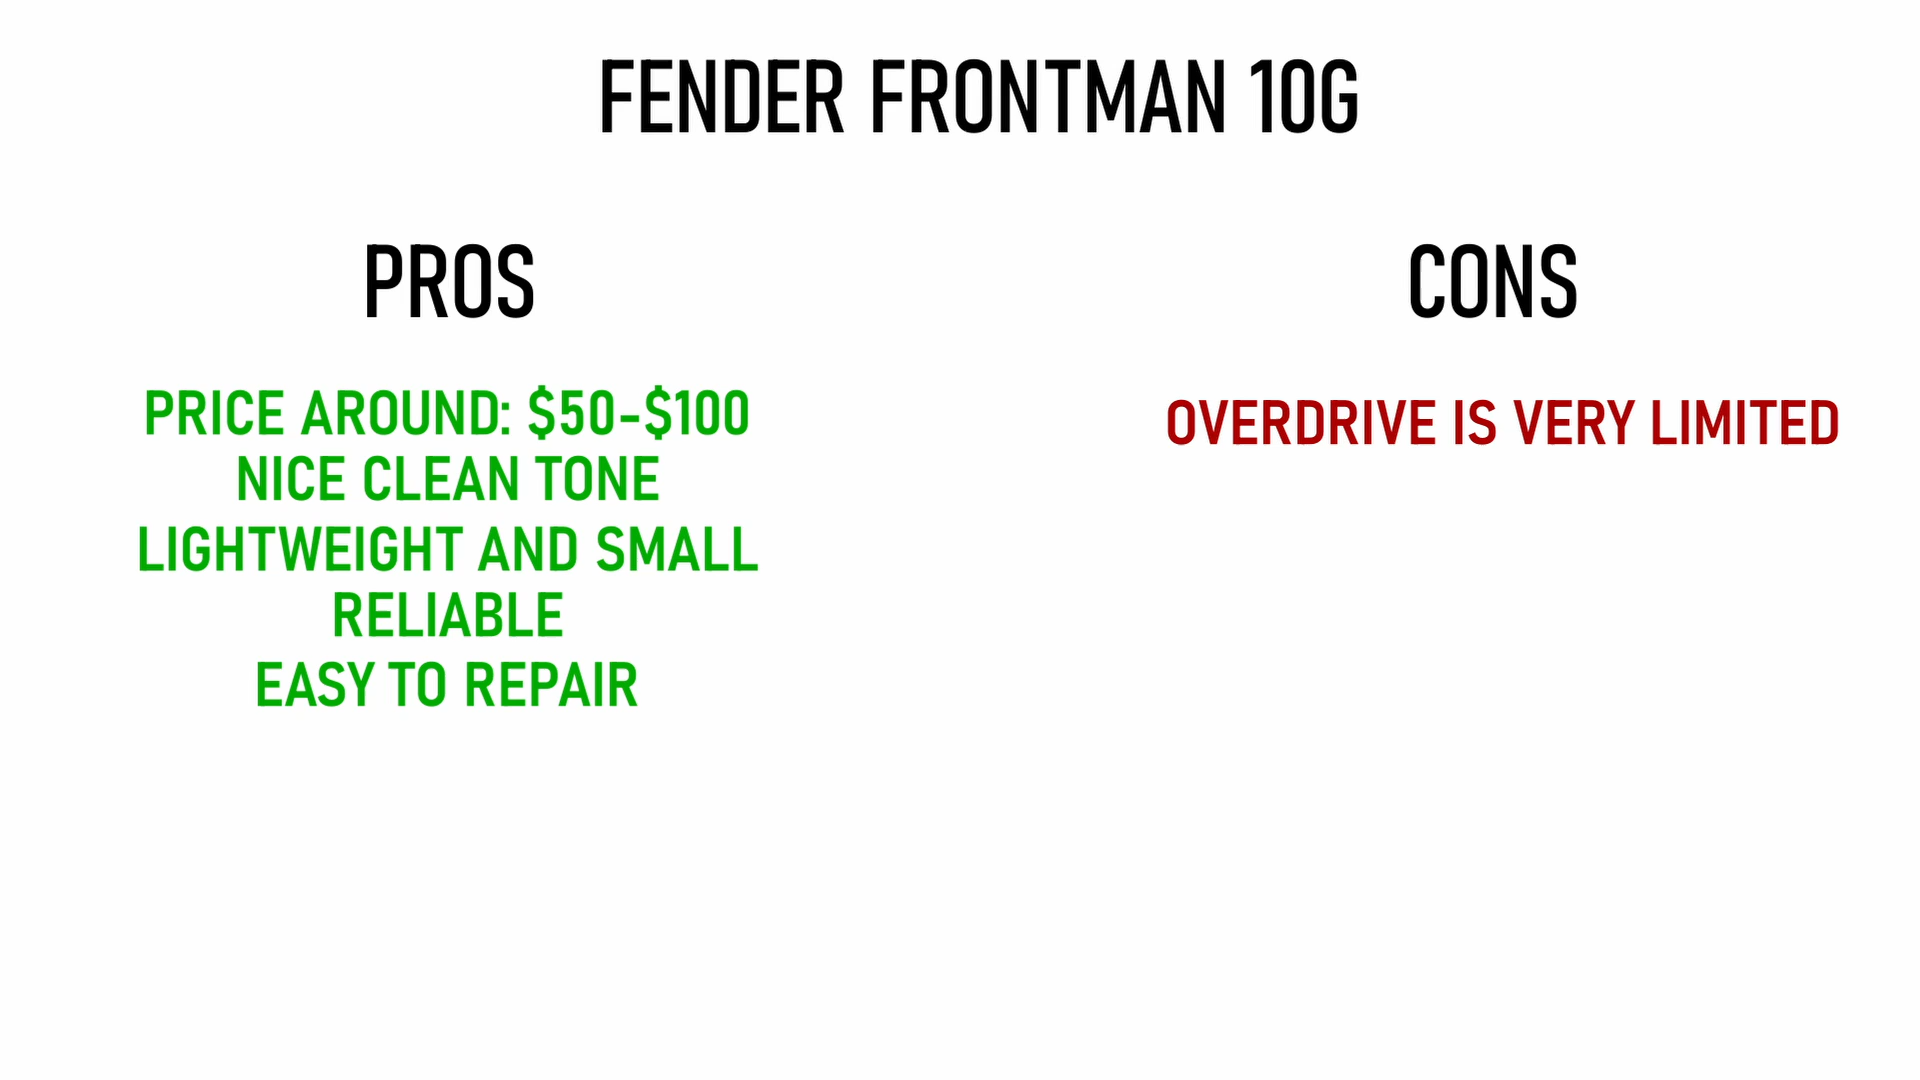 FENDER FRONTMAN 10G
PROS
PRICE AROUND: $50-$100
NICE CLEAN TONE
LIGHTWEIGHT AND SMALL
RELIABLE
EASY TO REPAIR
CONS
OVERDRIVE IS VERY LIMITED